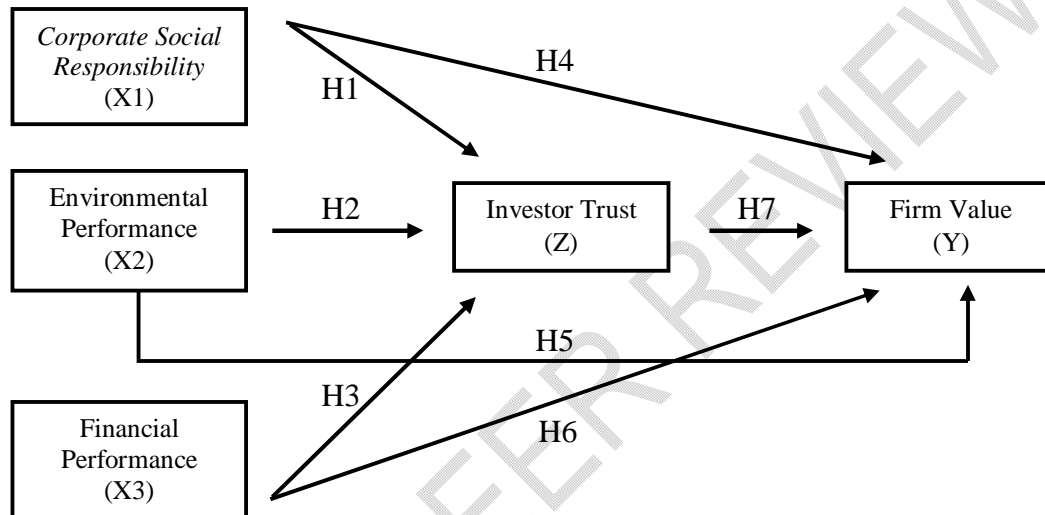 Corporate Social
Responsibility
(X1)
H4
H1
Environmental
Performance
(X2)
H2
Investor Trust
(Z)
H7
Firm Value
(Y)
H5
H3
H6
Financial
Performance
(X3)
ER REVIEW